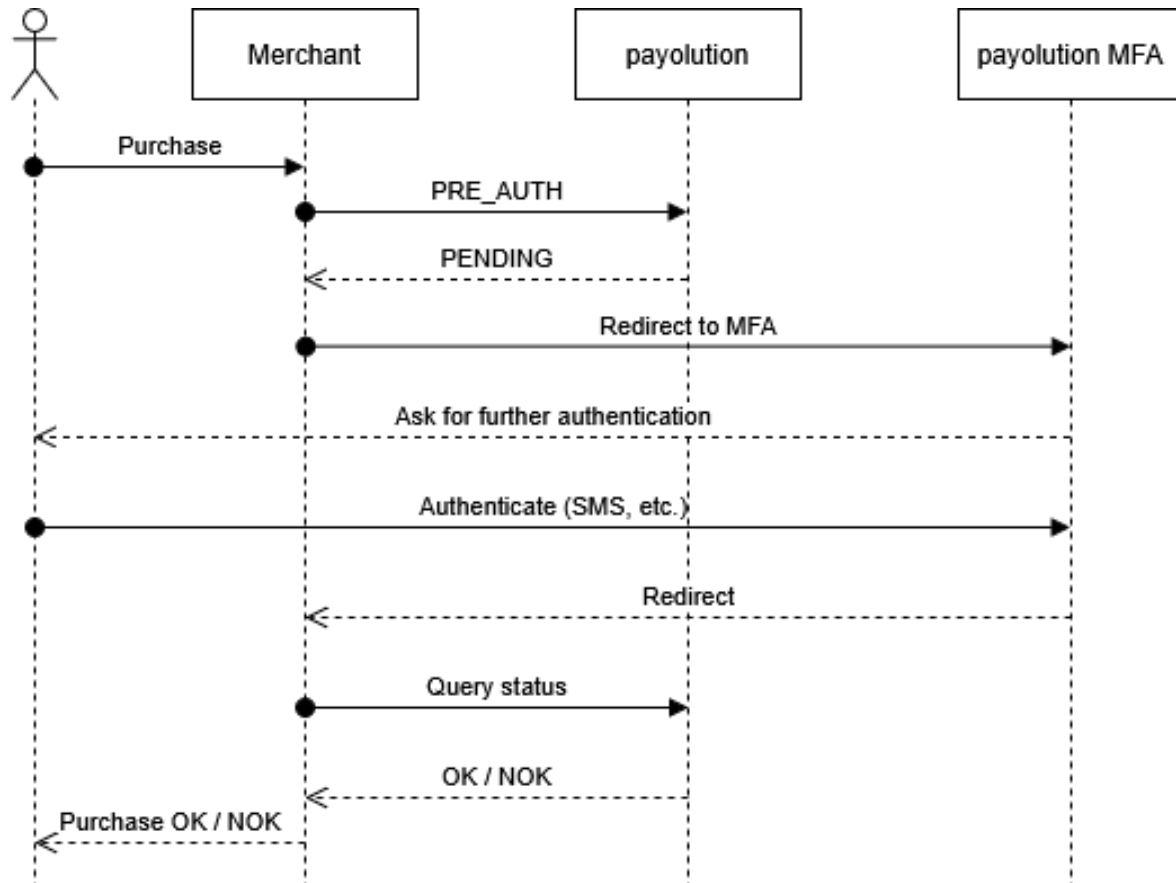 Merchant
payolution
payolution MFA
Purchase
PRE_AUTH
PENDING
Redirect to MFA
Ask for further authentication
Authenticate (SMS, etc.)
Redirect
Query status
OK / NOK
Purchase OK / NOK